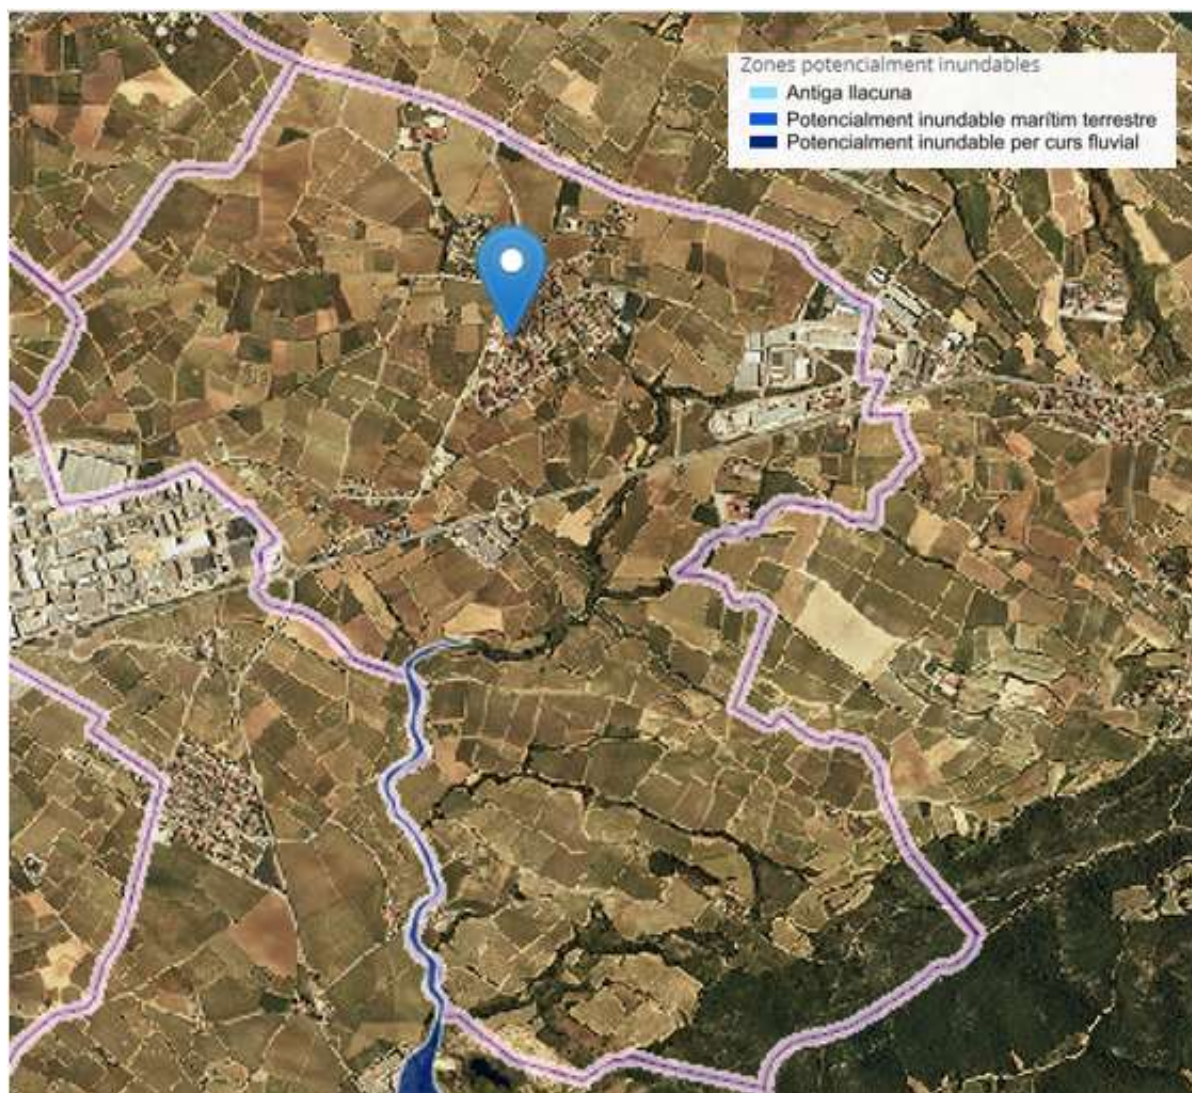 Zones potencialment inundables
Antiga llacuna
Potencialment inundable marítim terrestre
Potencialment inundable per curs fluvial